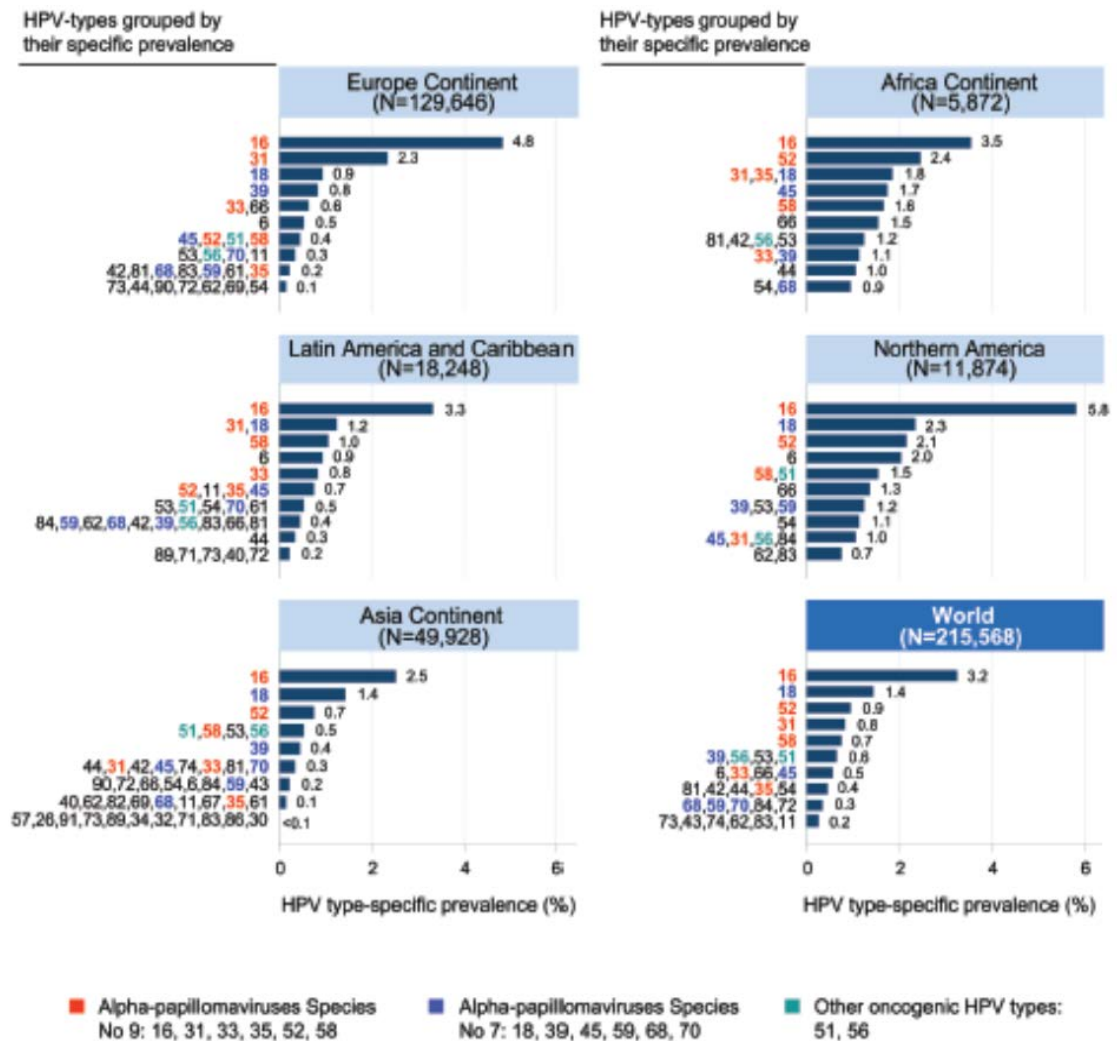 HPV-types grouped by
their specific prevalence
Europe Continent
(N=129,646)
16 4.8
31 2.3
18 0.9
39 0.8
33,66 0.6
6 0.5
45,52,51,58 0.4
53,56,70,11 0.3
42,81,68,83,59,61,35 0.2
73,44,90,72,62,69,54 0.1
HPV-types grouped by
their specific prevalence
Africa Continent
(N=5,872)
16 3.5
52 2.4
31,35,18 1.8
45 1.7
58 1.6
66 1.5
81,42,56,53 1.2
33,39 1.1
44 1.0
54,68 0.9
Latin America and Caribbean
(N=18,248)
16 3.3
31,18 1.2
58 1.0
6 0.9
33 0.8
52,11,35,45 0.7
53,51,54,70,61 0.5
84,59,62,68,42,39,56,83,66,81 0.4
44 0.3
89,71,73,40,72 0.2
Northern America
(N=11,874)
16 5.8
18 2.3
52 2.1
6 2.0
58,51 1.5
66 1.3
39,53,59 1.2
54 1.1
45,31,56,84 1.0
62,83 0.7
Asia Continent
(N=49,928)
16 2.5
18 1.4
52 0.7
51,58,53,56 0.5
39 0.4
44,31,42,45,74,33,81,70 0.3
90,72,66,54,6,84,59,43 0.2
40,62,82,69,68,11,67,35,61 0.1
57,26,91,73,89,34,32,71,83,86,30 <0.1
0 2 4 6
HPV type-specific prevalence (%)
World
(N=215,568)
16 3.2
18 1.4
52 0.9
31 0.8
58 0.7
39,56,53,51 0.6
6,33,66,45 0.5
81,42,44,35,54 0.4
68,59,70,84,72 0.3
73,43,74,62,83,11 0.2
0 2 4 6
HPV type-specific prevalence (%)
Alpha-papillomaviruses Species
No 9: 16, 31, 33, 35, 52, 58
Alpha-papillomaviruses Species
No 7: 18, 39, 45, 59, 68, 70
Other oncogenic HPV types:
51, 56